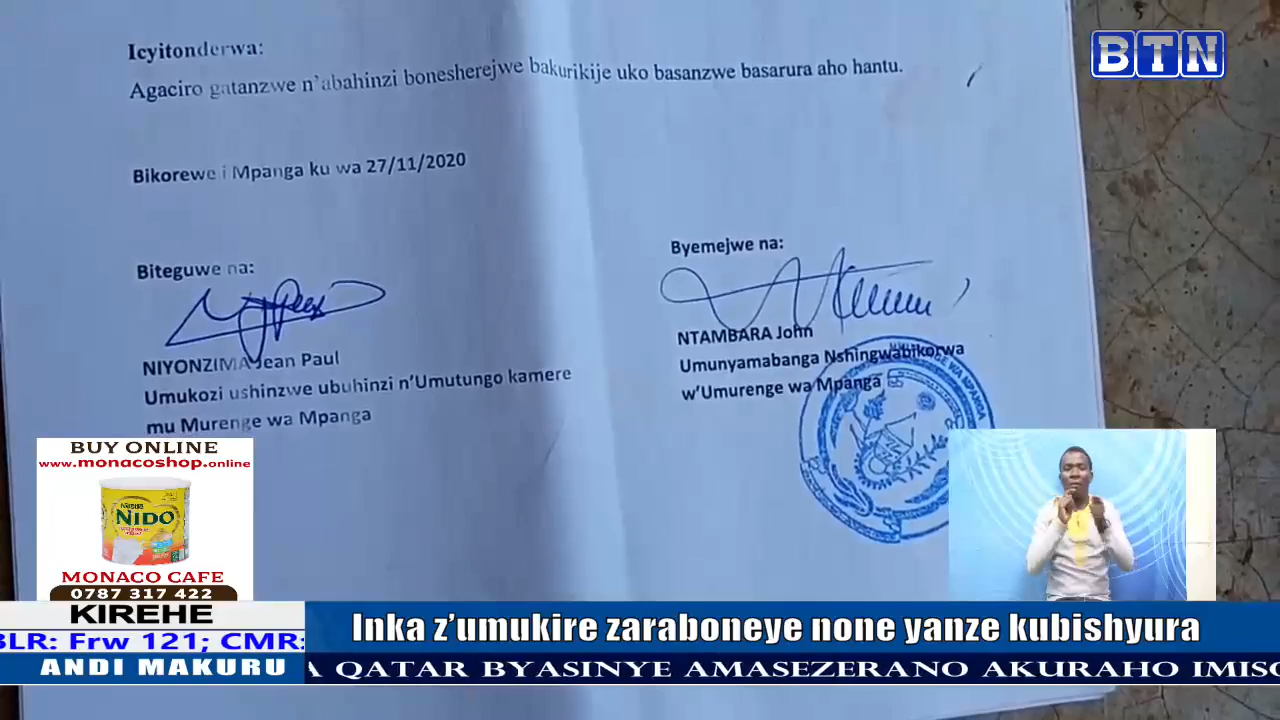 BTN
Icyitonderwa:
Agaciro gatanzwe n'abahinzi bonesherejwe bakurikije uko basanzwe basarura aho hantu.
Bikorewe i Mpanga ku wa 27/11/2020
Biteguwe na:
NIYONZIMA Jean Paul
Umukozi ushinzwe ubuhinzi n'Umutungo kamere
mu Murenge wa Mpanga
Byemejwe na:
NTAMBARA John
Umunyamabanga Nshingwabikorwa
w'Umurenge wa Mpanga
BUY ONLINE
www.monacoshop.online
Nestle
NIDO
MONACO CAFE
0787 317 422
KIREHE
Inka z'umukire zaraboneye none yanze kubishyura
BLR: Frw 121; CMR:
ANDI MAKURU
A QATAR BYASINYE AMASEZERANO AKURAHO IMISO